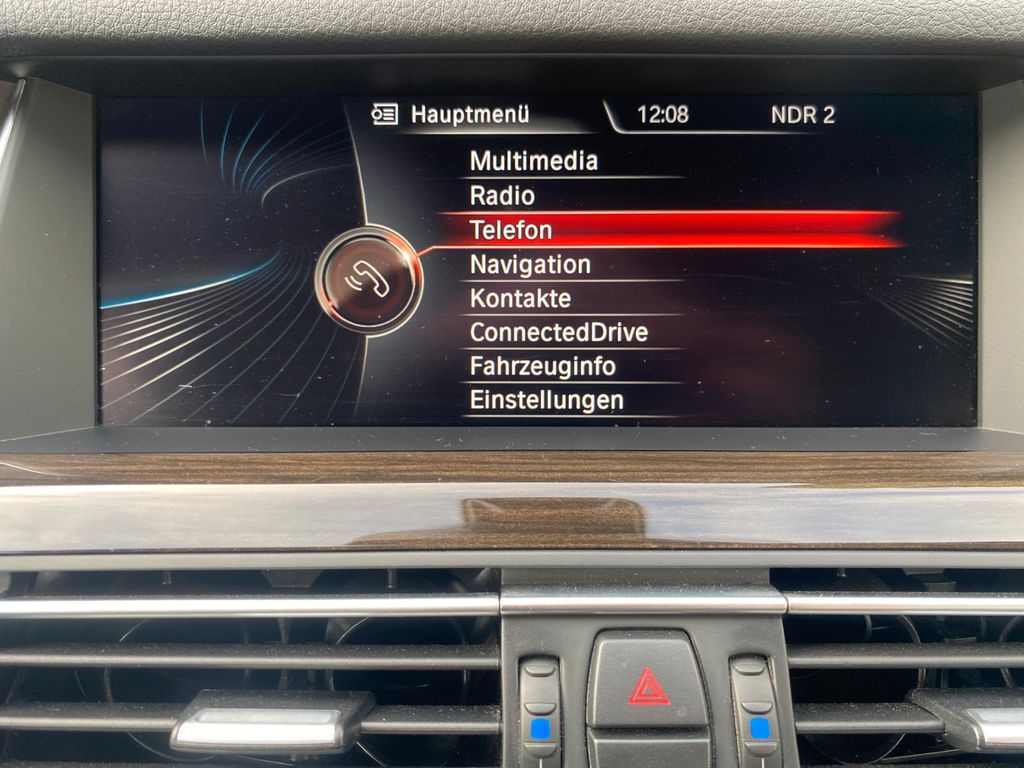 Hauptmenü 12:08 NDR 2
Multimedia
Radio
Telefon
Navigation
Kontakte
ConnectedDrive
Fahrzeuginfo
Einstellungen